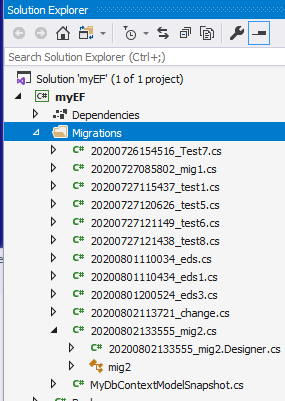 Solution Explorer
Search Solution Explorer (Ctrl+;)
Solution 'myEF' (1 of 1 project)
C# myEF
Dependencies
Migrations
C# 20200726154516_Test7.cs
C# 20200727085802_mig1.cs
C# 20200727115437_test1.cs
C# 20200727120626_test5.cs
C# 20200727121149_test6.cs
C# 20200727121438_test8.cs
C# 20200801110034_eds.cs
C# 20200801110434_eds1.cs
C# 20200801200524_eds3.cs
C# 20200802113721_change.cs
C# 20200802133555_mig2.cs
C# 20200802133555_mig2.Designer.cs
mig2
C# MyDbContextModelSnapshot.cs